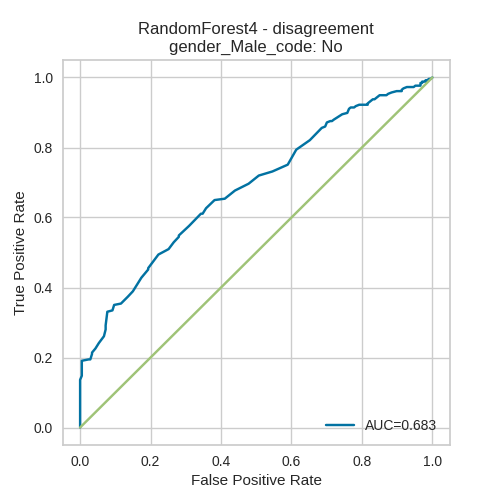 RandomForest4 - disagreement
gender_Male_code: No
True Positive Rate
1.0
0.8
0.6
0.4
0.2
0.0
AUC=0.683
0.0 0.2 0.4 0.6 0.8 1.0
False Positive Rate